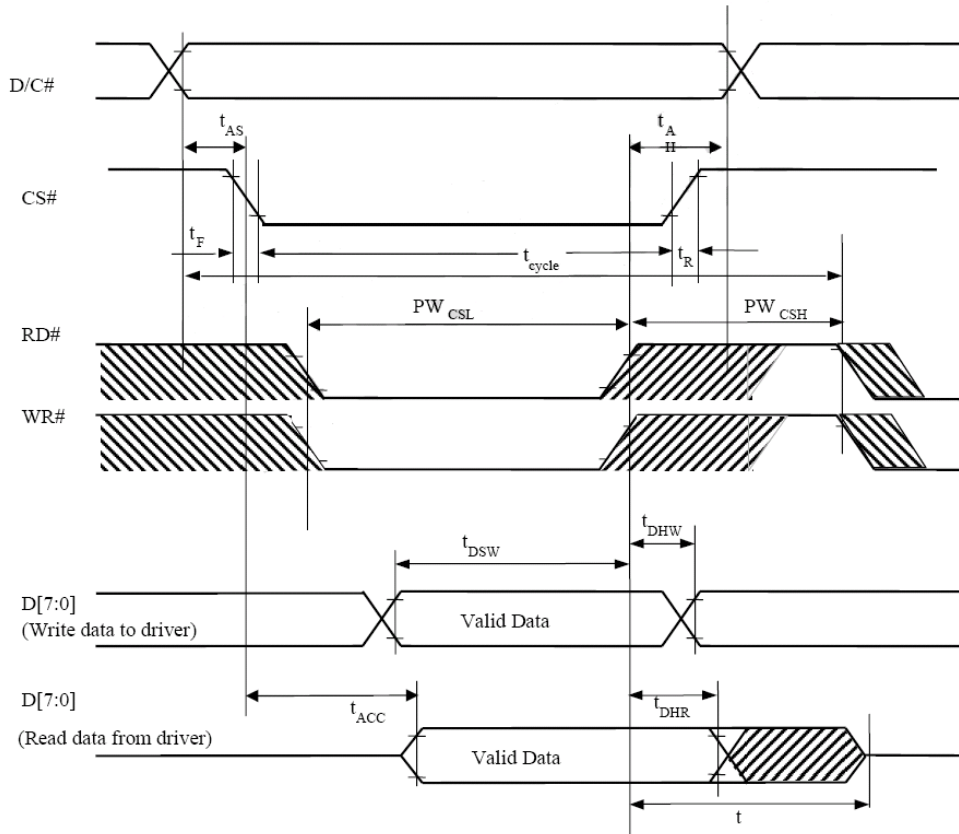 D/C#
t AS
t A H
CS#
t F
t cycle
t R
PW CSL
PW CSH
RD#
WR#
t DSW
t DHW
D[7:0]
(Write data to driver)
Valid Data
D[7:0]
t ACC
t DHR
(Read data from driver)
Valid Data
t